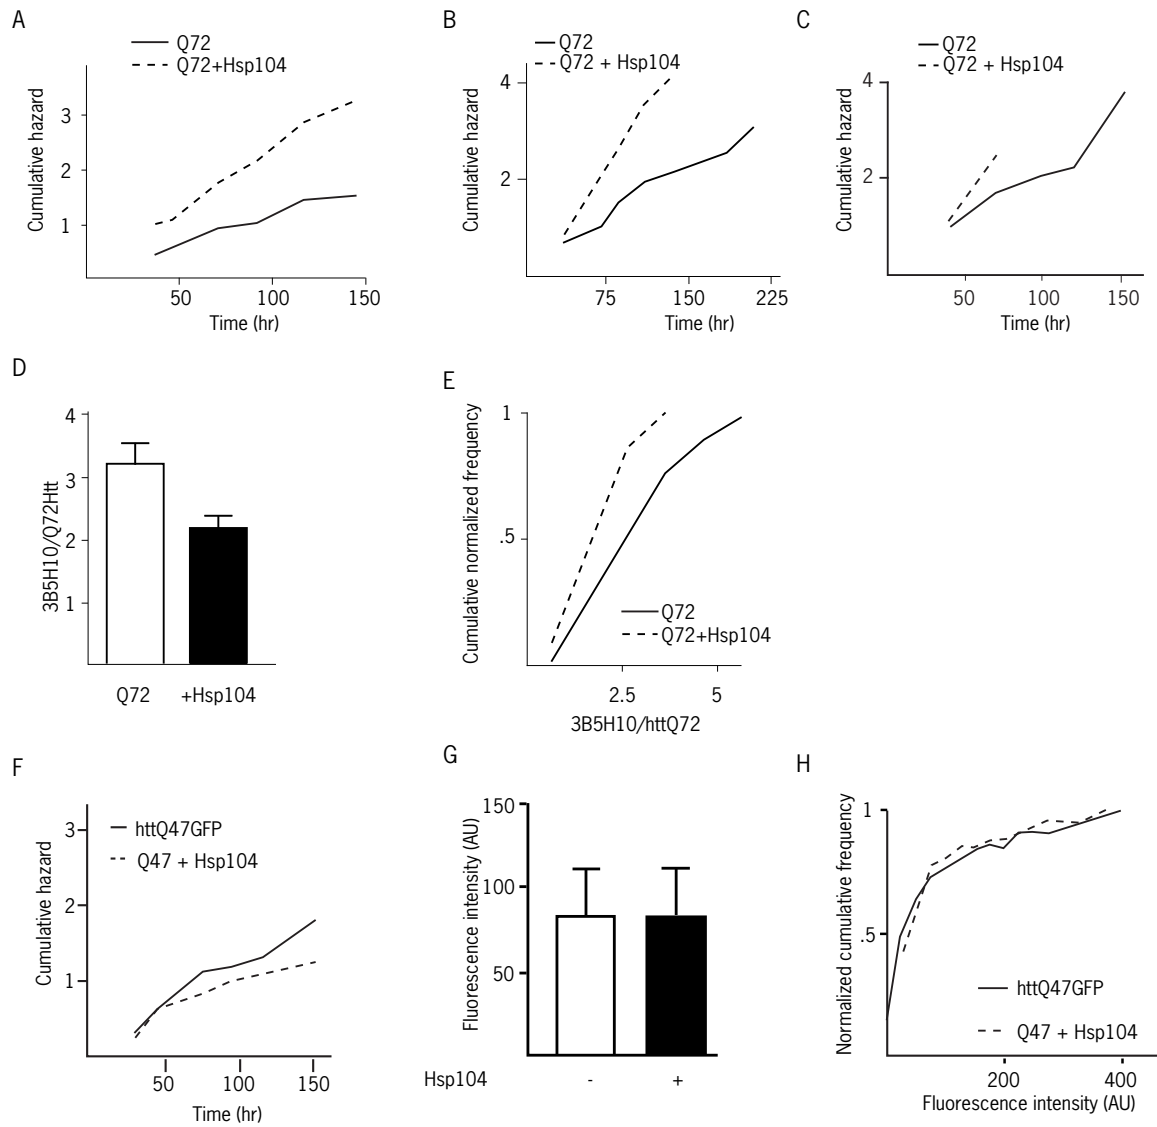 A
Q72
Q72+Hsp104
Cumulative hazard
3
2
1
50
100
150
Time (hr)
B
Q72
Q72 + Hsp104
Cumulative hazard
4
2
75
150
225
Time (hr)
C
Q72
Q72 + Hsp104
Cumulative hazard
4
2
50
100
150
Time (hr)
D
3B5H10/Q72Htt
4
3
2
1
Q72
+Hsp104
E
Cumulative normalized frequency
1
.5
Q72
Q72+Hsp104
2.5
5
3B5H10/httQ72
F
httQ47GFP
Q47 + Hsp104
Cumulative hazard
3
2
1
50
100
150
Time (hr)
G
Fluorescence intensity (AU)
150
100
50
Hsp104
-
+
H
Normalized cumulative frequency
1
.5
httQ47GFP
Q47 + Hsp104
200
400
Fluorescence intensity (AU)